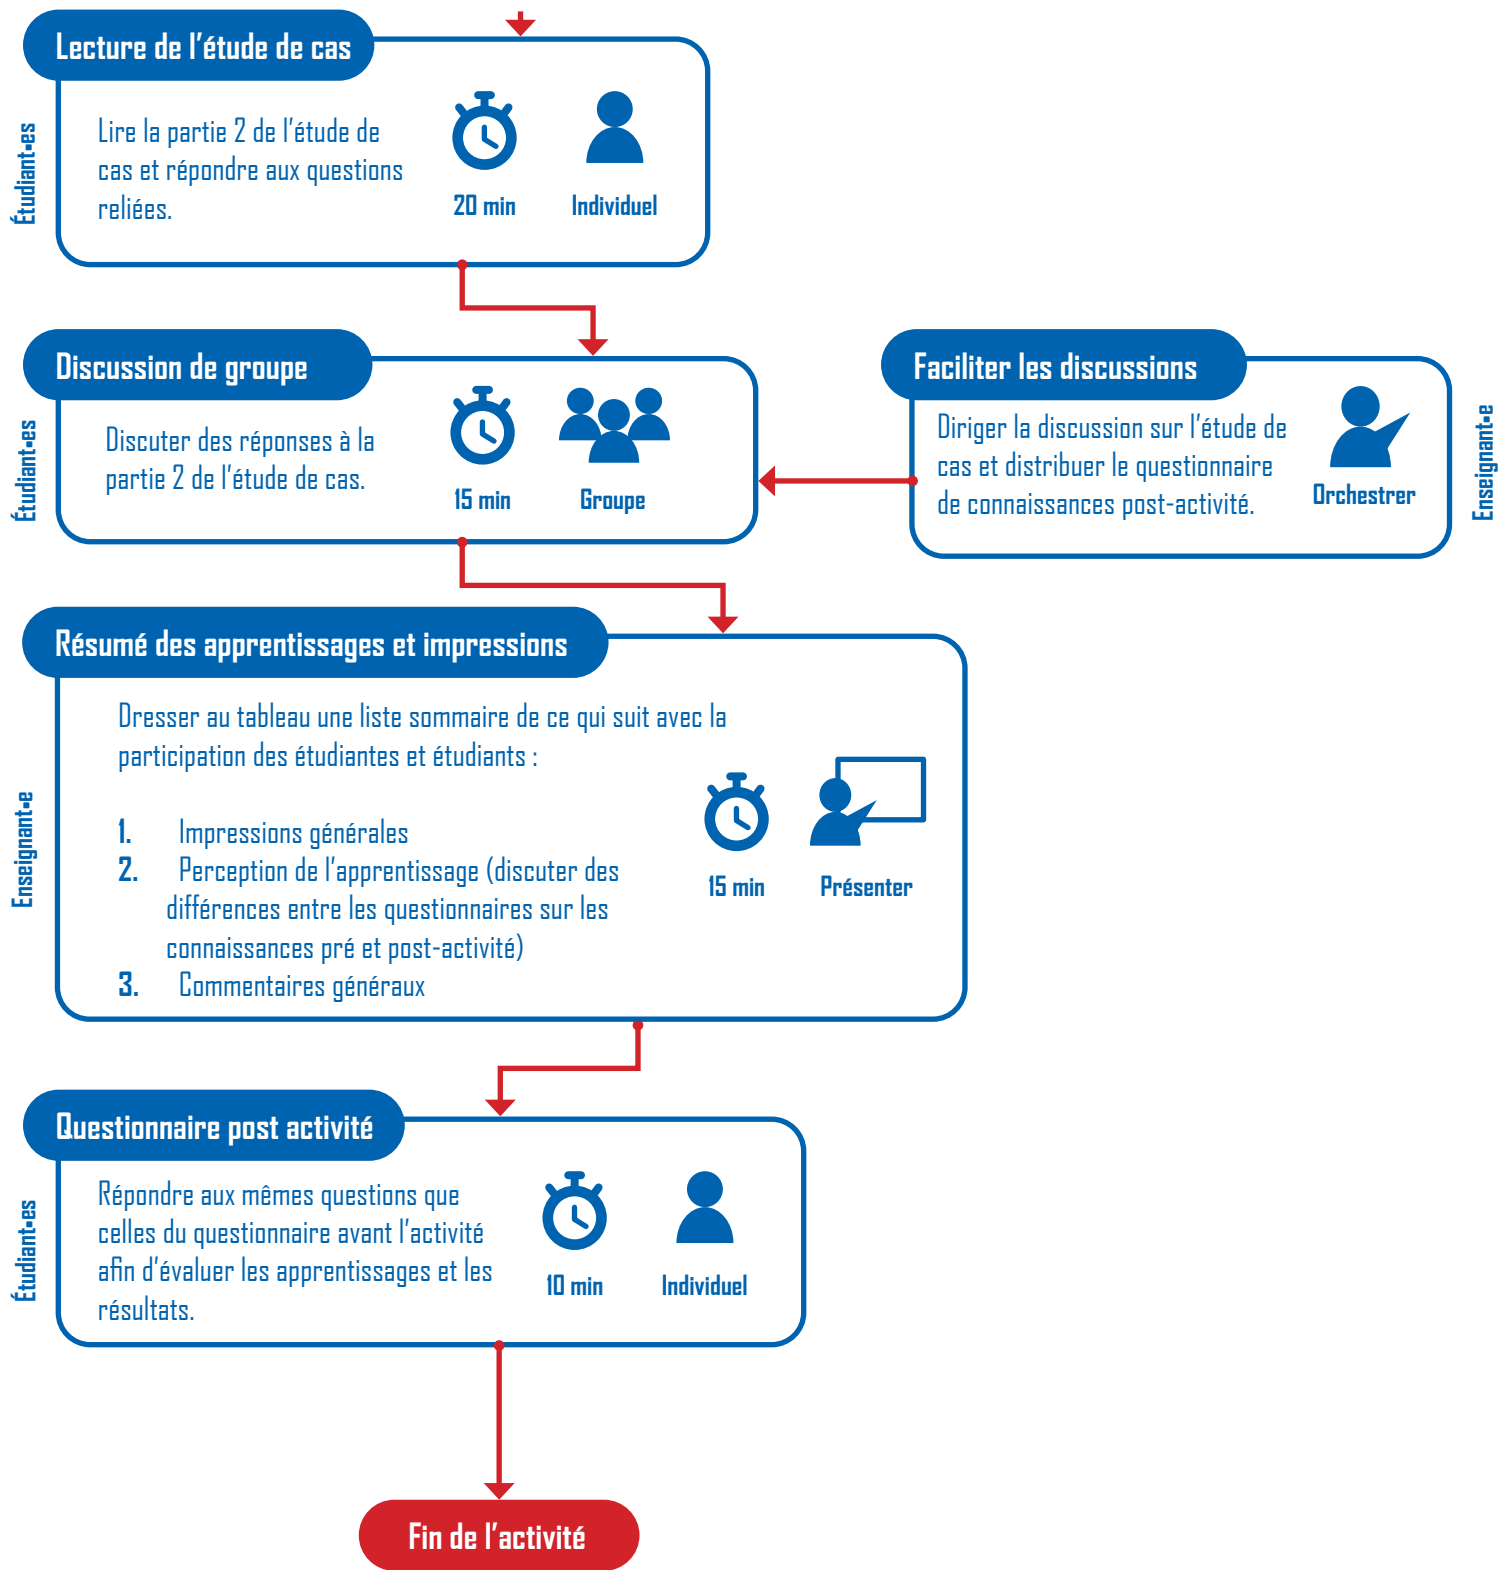 Lecture de l'étude de cas
Étudiant•es
Lire la partie 2 de l'étude de
cas et répondre aux questions
reliées.
20 min
Individuel
Discussion de groupe
Étudiant•es
Discuter des réponses à la
partie 2 de l'étude de cas.
15 min
Groupe
Faciliter les discussions
Diriger la discussion sur l'étude de
cas et distribuer le questionnaire
de connaissances post-activité.
Orchestrer
Enseignant•e
Résumé des apprentissages et impressions
Enseignant•e
Dresser au tableau une liste sommaire de ce qui suit avec la
participation des étudiantes et étudiants :
1. Impressions générales
2. Perception de l'apprentissage (discuter des
différences entre les questionnaires sur les
connaissances pré et post-activité)
3. Commentaires généraux
15 min
Présenter
Questionnaire post activité
Étudiant•es
Répondre aux mêmes questions que
celles du questionnaire avant l'activité
afin d'évaluer les apprentissages et les
résultats.
10 min
Individuel
Fin de l'activité